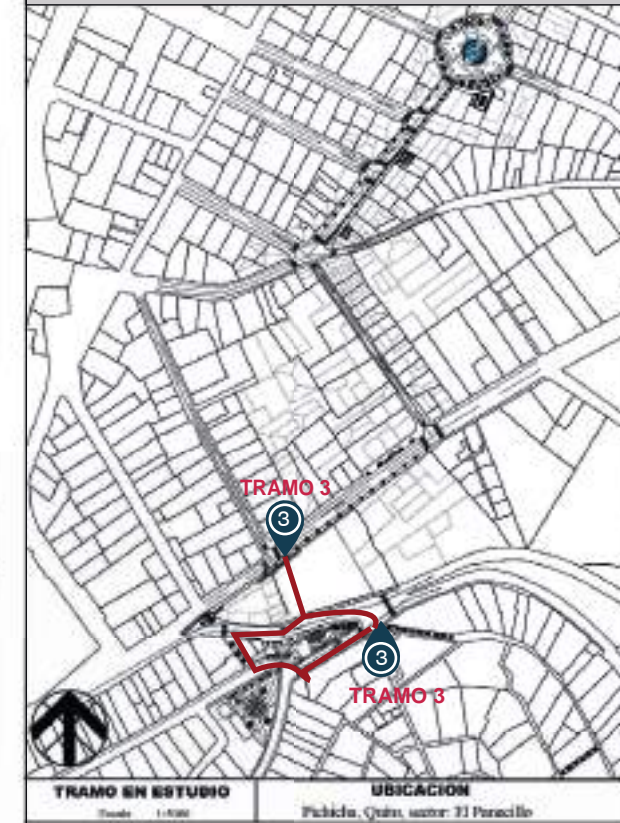 TRAMO 3
3
3
TRAMO 3
TRAMO EN ESTUDIO
UBICACION
Pichicha, Quito, sector: El Panecillo